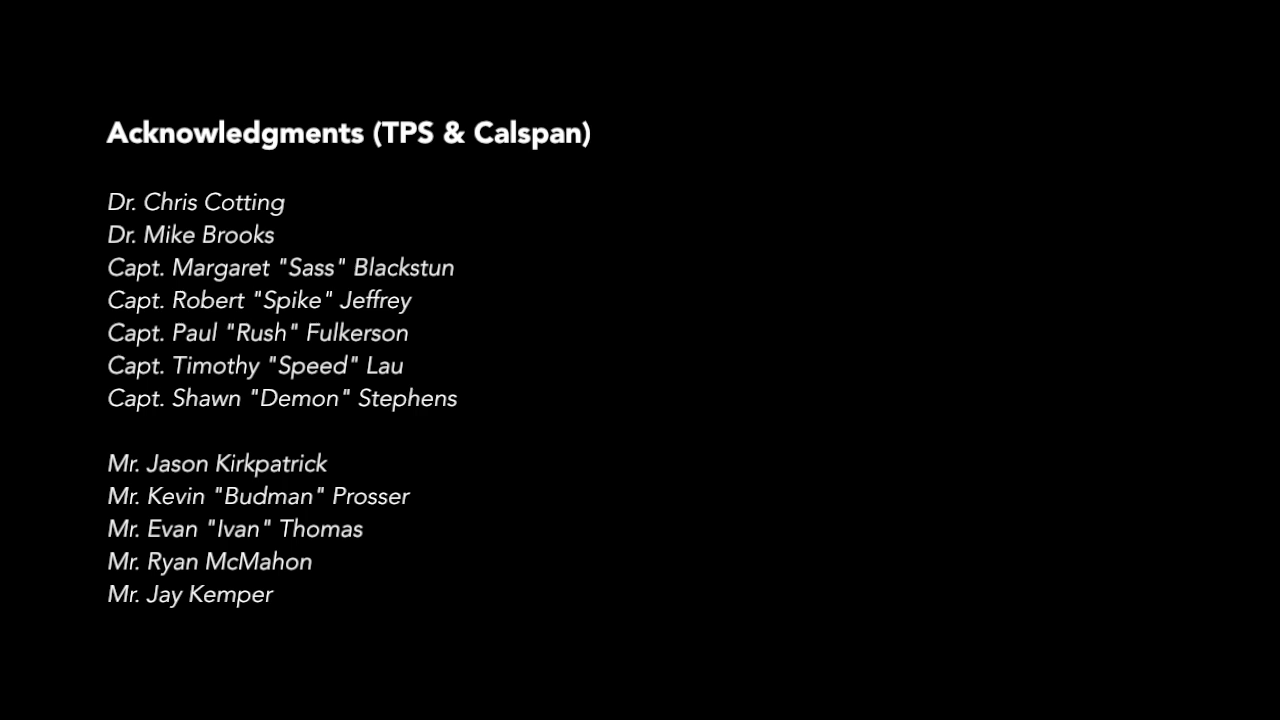 Acknowledgments (TPS & Calspan)
Dr. Chris Cotting
Dr. Mike Brooks
Capt. Margaret "Sass" Blackstun
Capt. Robert "Spike" Jeffrey
Capt. Paul "Rush" Fulkerson
Capt. Timothy "Speed" Lau
Capt. Shawn "Demon" Stephens
Mr. Jason Kirkpatrick
Mr. Kevin "Budman" Prosser
Mr. Evan "Ivan" Thomas
Mr. Ryan McMahon
Mr. Jay Kemper